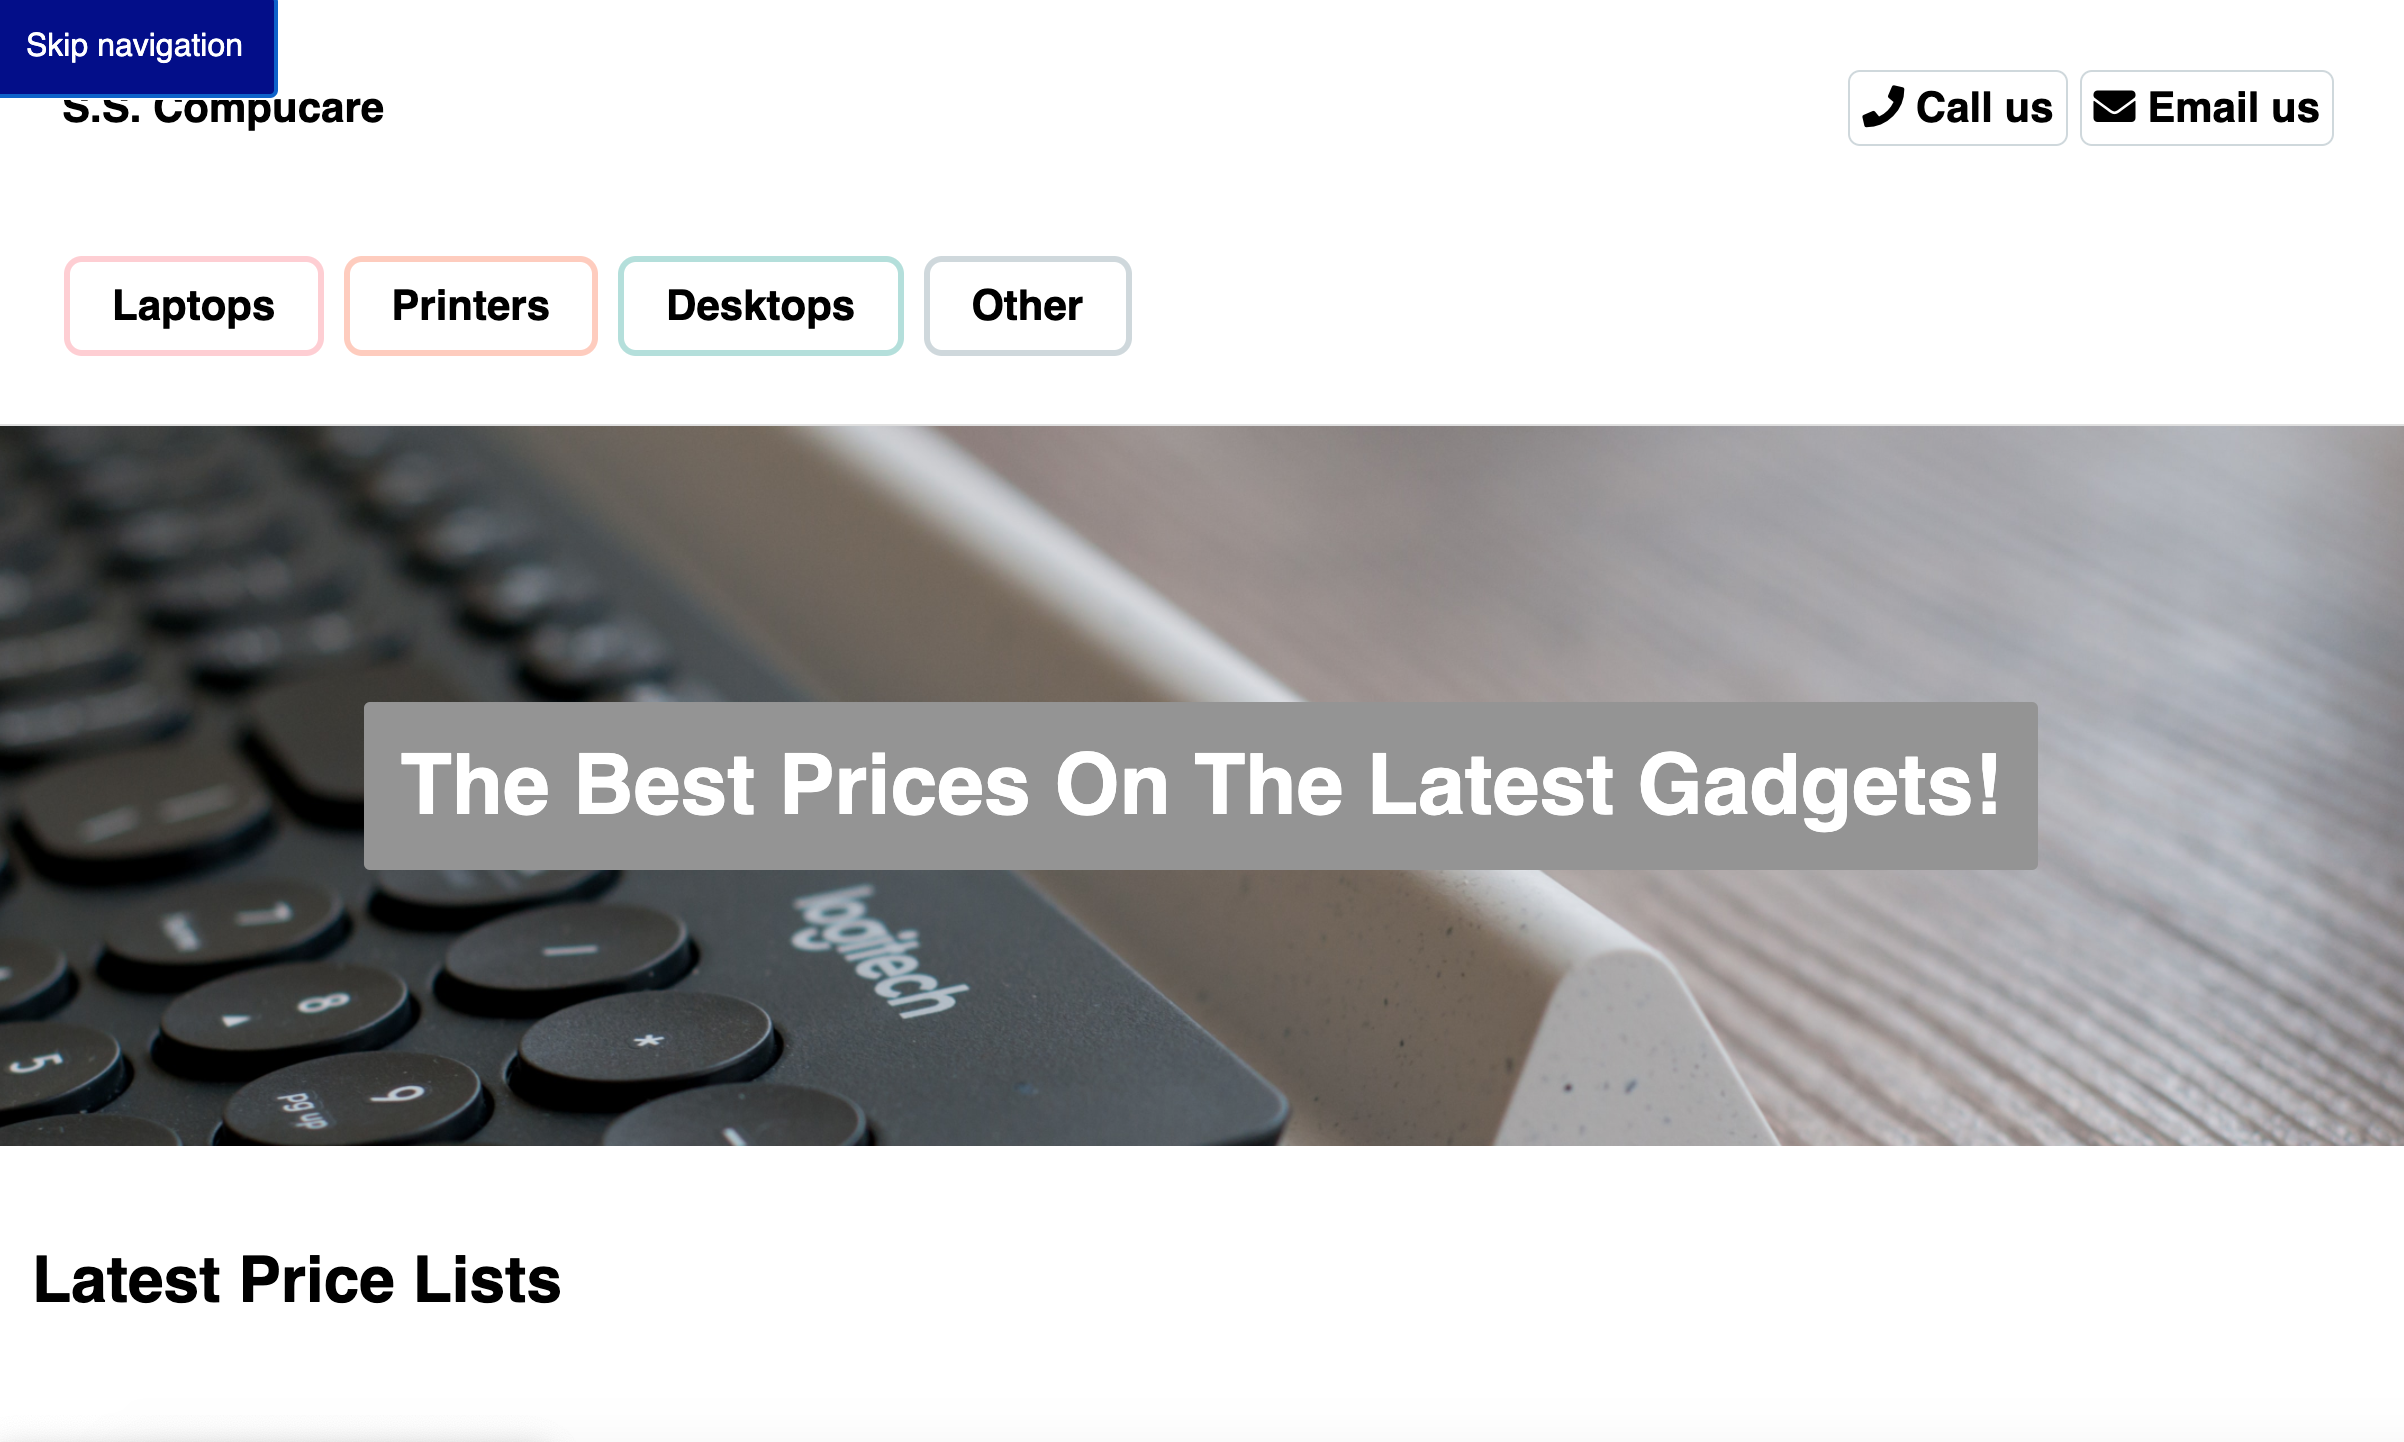 Skip navigation
S.S. Compucare
Call us
Email us
Laptops
Printers
Desktops
Other
The Best Prices On The Latest Gadgets!
logitech
7
home
8
5
9
pg up
*
Latest Price Lists